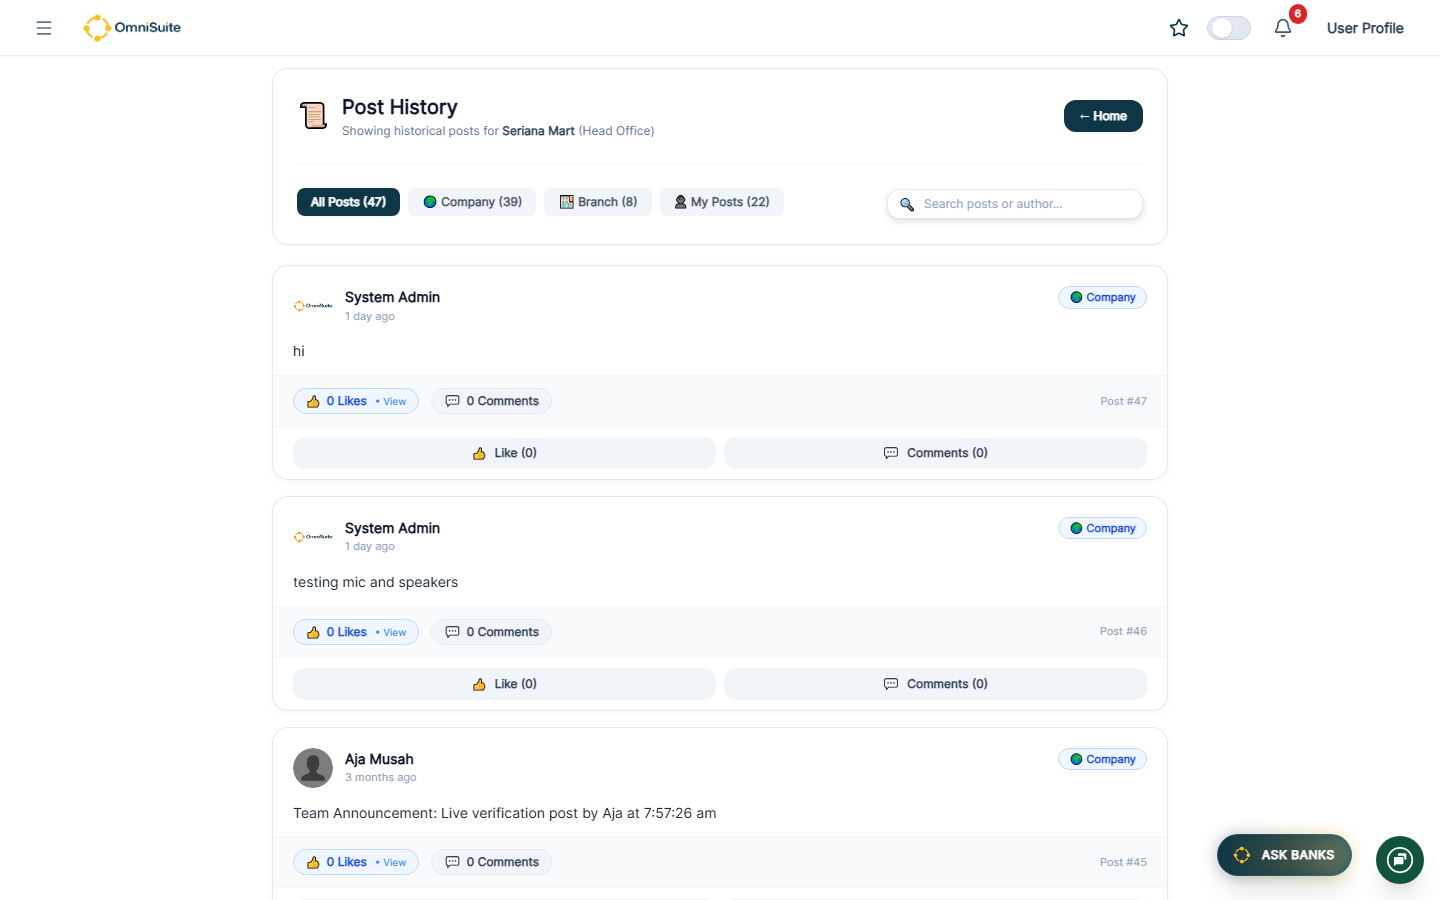 OmniSuite
6
User Profile
Post History
Showing historical posts for Seriana Mart (Head Office)
← Home
All Posts (47)
Company (39)
Branch (8)
My Posts (22)
Search posts or author...
OmniSuite
System Admin
1 day ago
Company
hi
0 Likes • View
0 Comments
Post #47
Like (0)
Comments (0)
OmniSuite
System Admin
1 day ago
Company
testing mic and speakers
0 Likes • View
0 Comments
Post #46
Like (0)
Comments (0)
Aja Musah
3 months ago
Company
Team Announcement: Live verification post by Aja at 7:57:26 am
0 Likes • View
0 Comments
Post #45
ASK BANKS